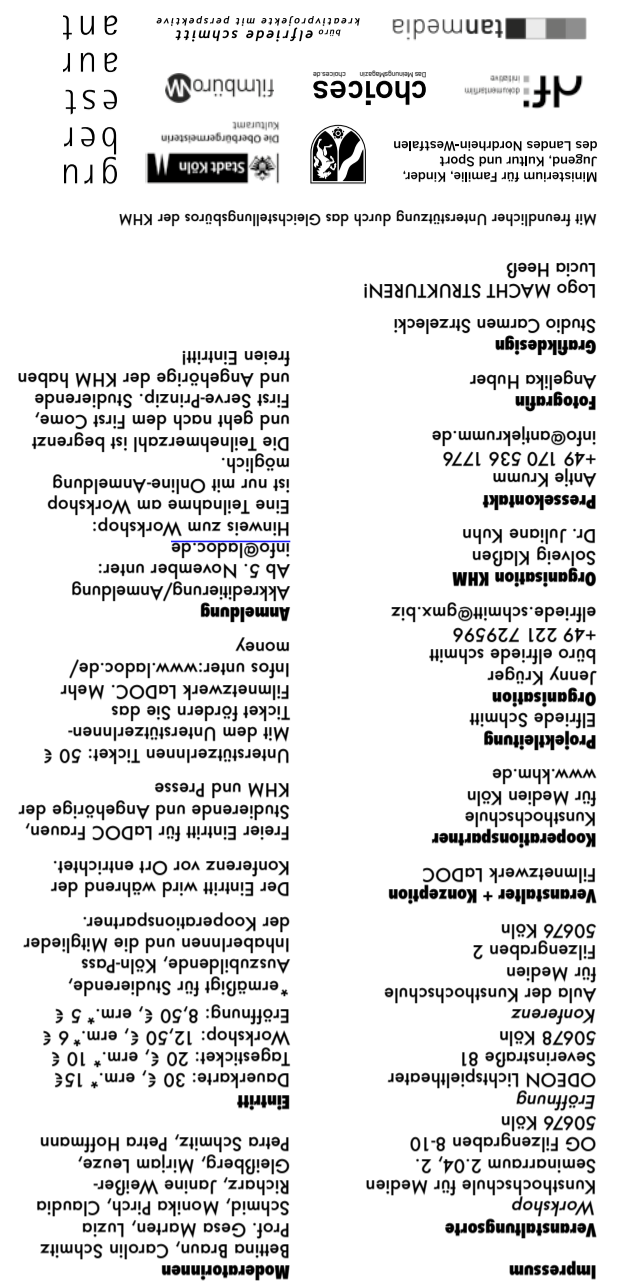 Impressum
Veranstaltungsorte
Workshop
Kunsthochschule für Medien
Seminarraum 2.04, 2.
OG Filzengraben 8-10
50676 Köln
Eröffnung
ODEON Lichtspieltheater
Severinstraße 81
50678 Köln
Konferenz
Aula der Kunsthochschule
für Medien
Filzengraben 2
50676 Köln
Veranstalter + Konzeption
Filmnetzwerk LaDOC
Kooperationspartner
Kunsthochschule
für Medien Köln
www.khm.de
Projektleitung
Elfriede Schmitt
Organisation
Jenny Krüger
büro elfriede schmitt
+49 221 729596
elfriede.schmitt@gmx.biz
Organisation KHM
Solveig Klaßen
Dr. Juliane Kuhn
Pressekontakt
Antje Krumm
+49 170 536 1776
info@antjekrumm.de
Fotografin
Angelika Huber
Grafikdesign
Studio Carmen Strzelecki
Logo MACHT STRUKTUREN!
Lucia Heeß
Moderatorinnen
Bettina Braun, Carolin Schmitz
Prof. Gesa Marten, Luzia
Schmid, Monika Pirch, Claudia
Richarz, Janine Weißer-
Gleißberg, Mirjam Leuze,
Petra Schmitz, Petra Hoffmann
Eintritt
Dauerkarte: 30 €, erm.* 15€
Tagesticket: 20 €, erm.* 10 €
Workshop: 12,50 €, erm.* 6 €
Eröffnung: 8,50 €, erm.* 5 €
*ermäßigt für Studierende,
Auszubildende, Köln-Pass
InhaberInnen und die Mitglieder
der Kooperationspartner.
Der Eintritt wird während der
Konferenz vor Ort entrichtet.
Freier Eintritt für LaDOC Frauen,
Studierende und Angehörige der
KHM und Presse
UnterstützerInnen Ticket: 50 €
Mit dem UnterstützerInnen-
Ticket fördern Sie das
Filmnetzwerk LaDOC. Mehr
Infos unter:www.ladoc.de/
money
Anmeldung
Akkreditierung/Anmeldung
Ab 5. November unter:
info@ladoc.de
Hinweis zum Workshop:
Eine Teilnahme am Workshop
ist nur mit Online-Anmeldung
möglich.
Die Teilnehmerzahl ist begrenzt
und geht nach dem First Come,
First Serve-Prinzip. Studierende
und Angehörige der KHM haben
freien Eintritt!
Mit freundlicher Unterstützung durch das Gleichstellungsbüros der KHM
Ministerium für Familie, Kinder,
Jugend, Kultur und Sport
des Landes Nordrhein-Westfalen
Stadt Köln
Die Oberbürgermeisterin
Kulturamt
dfi dokumentarfilm
initiative
choices
Das MeinungsMagazin choices.de
filmbüro NW
tanmedia
büro elfriede schmitt
kreativprojekte mit perspektive
gru
ber
est
aur
ant